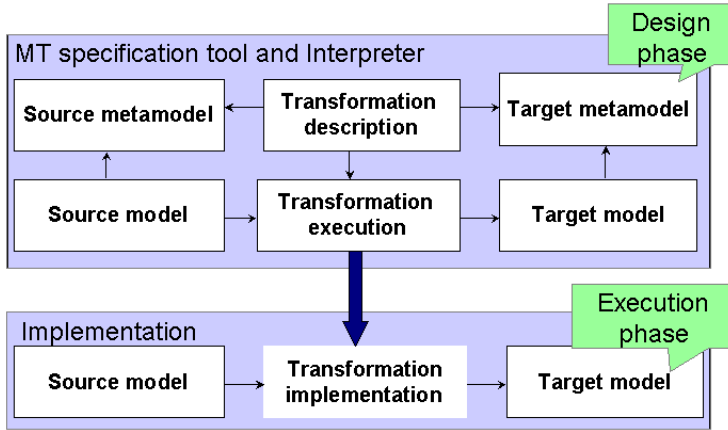 Design
phase
MT specification tool and Interpreter
Source metamodel
Transformation
description
Target metamodel
Source model
Transformation
execution
Target model
Execution
phase
Implementation
Source model
Transformation
implementation
Target model